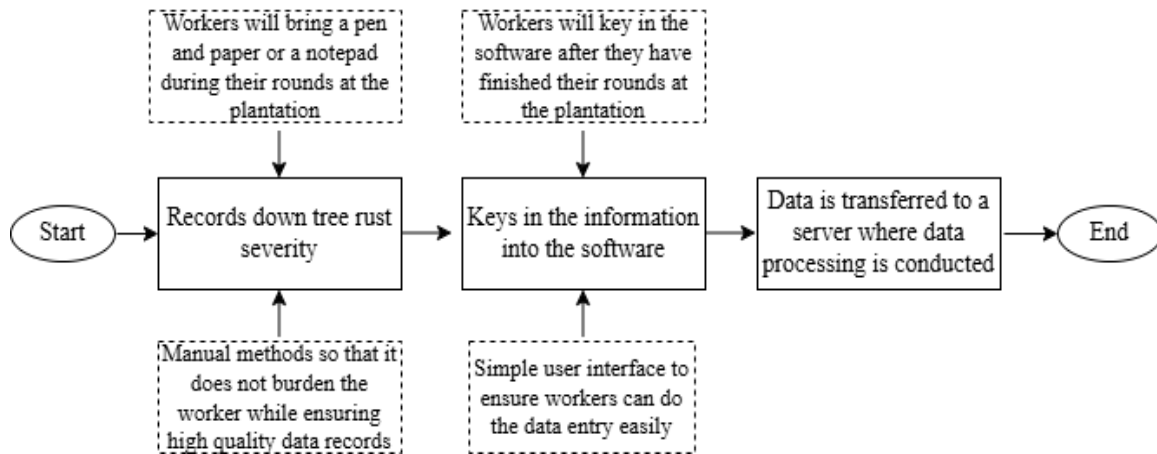 Workers will bring a pen
and paper or a notepad
during their rounds at the
plantation
Workers will key in the
software after they have
finished their rounds at
the plantation
Start
Records down tree rust
severity
Keys in the information
into the software
Data is transferred to a
server where data
processing is conducted
End
Manual methods so that it
does not burden the
worker while ensuring
high quality data records
Simple user interface to
ensure workers can do
the data entry easily